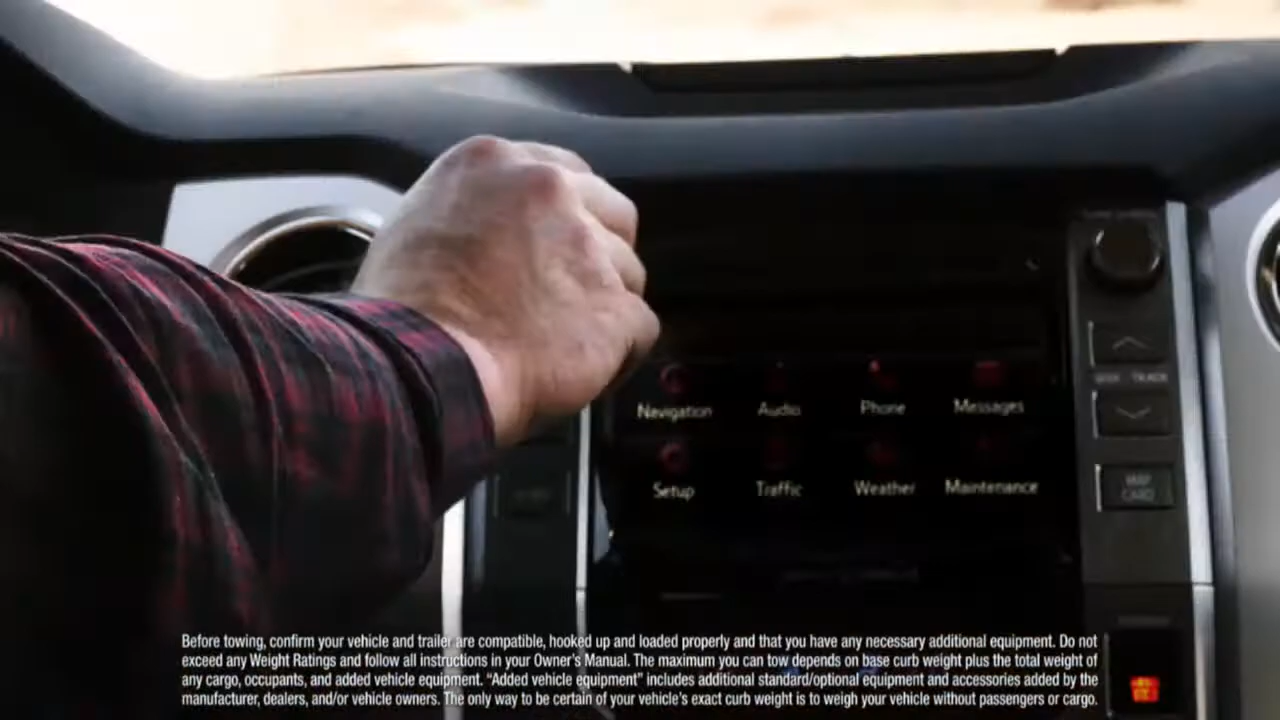 Navigation Audio Phone Messages
SEEK TRACK
Setup Traffic Weather Maintenance
MAP
CARD
Before towing, confirm your vehicle and trailer are compatible, hooked up and loaded properly and that you have any necessary additional equipment. Do not
exceed any Weight Ratings and follow all instructions in your Owner's Manual. The maximum you can tow depends on base curb weight plus the total weight of
any cargo, occupants, and added vehicle equipment. “Added vehicle equipment” includes additional standard/optional equipment and accessories added by the
manufacturer, dealers, and/or vehicle owners. The only way to be certain of your vehicle's exact curb weight is to weigh your vehicle without passengers or cargo.